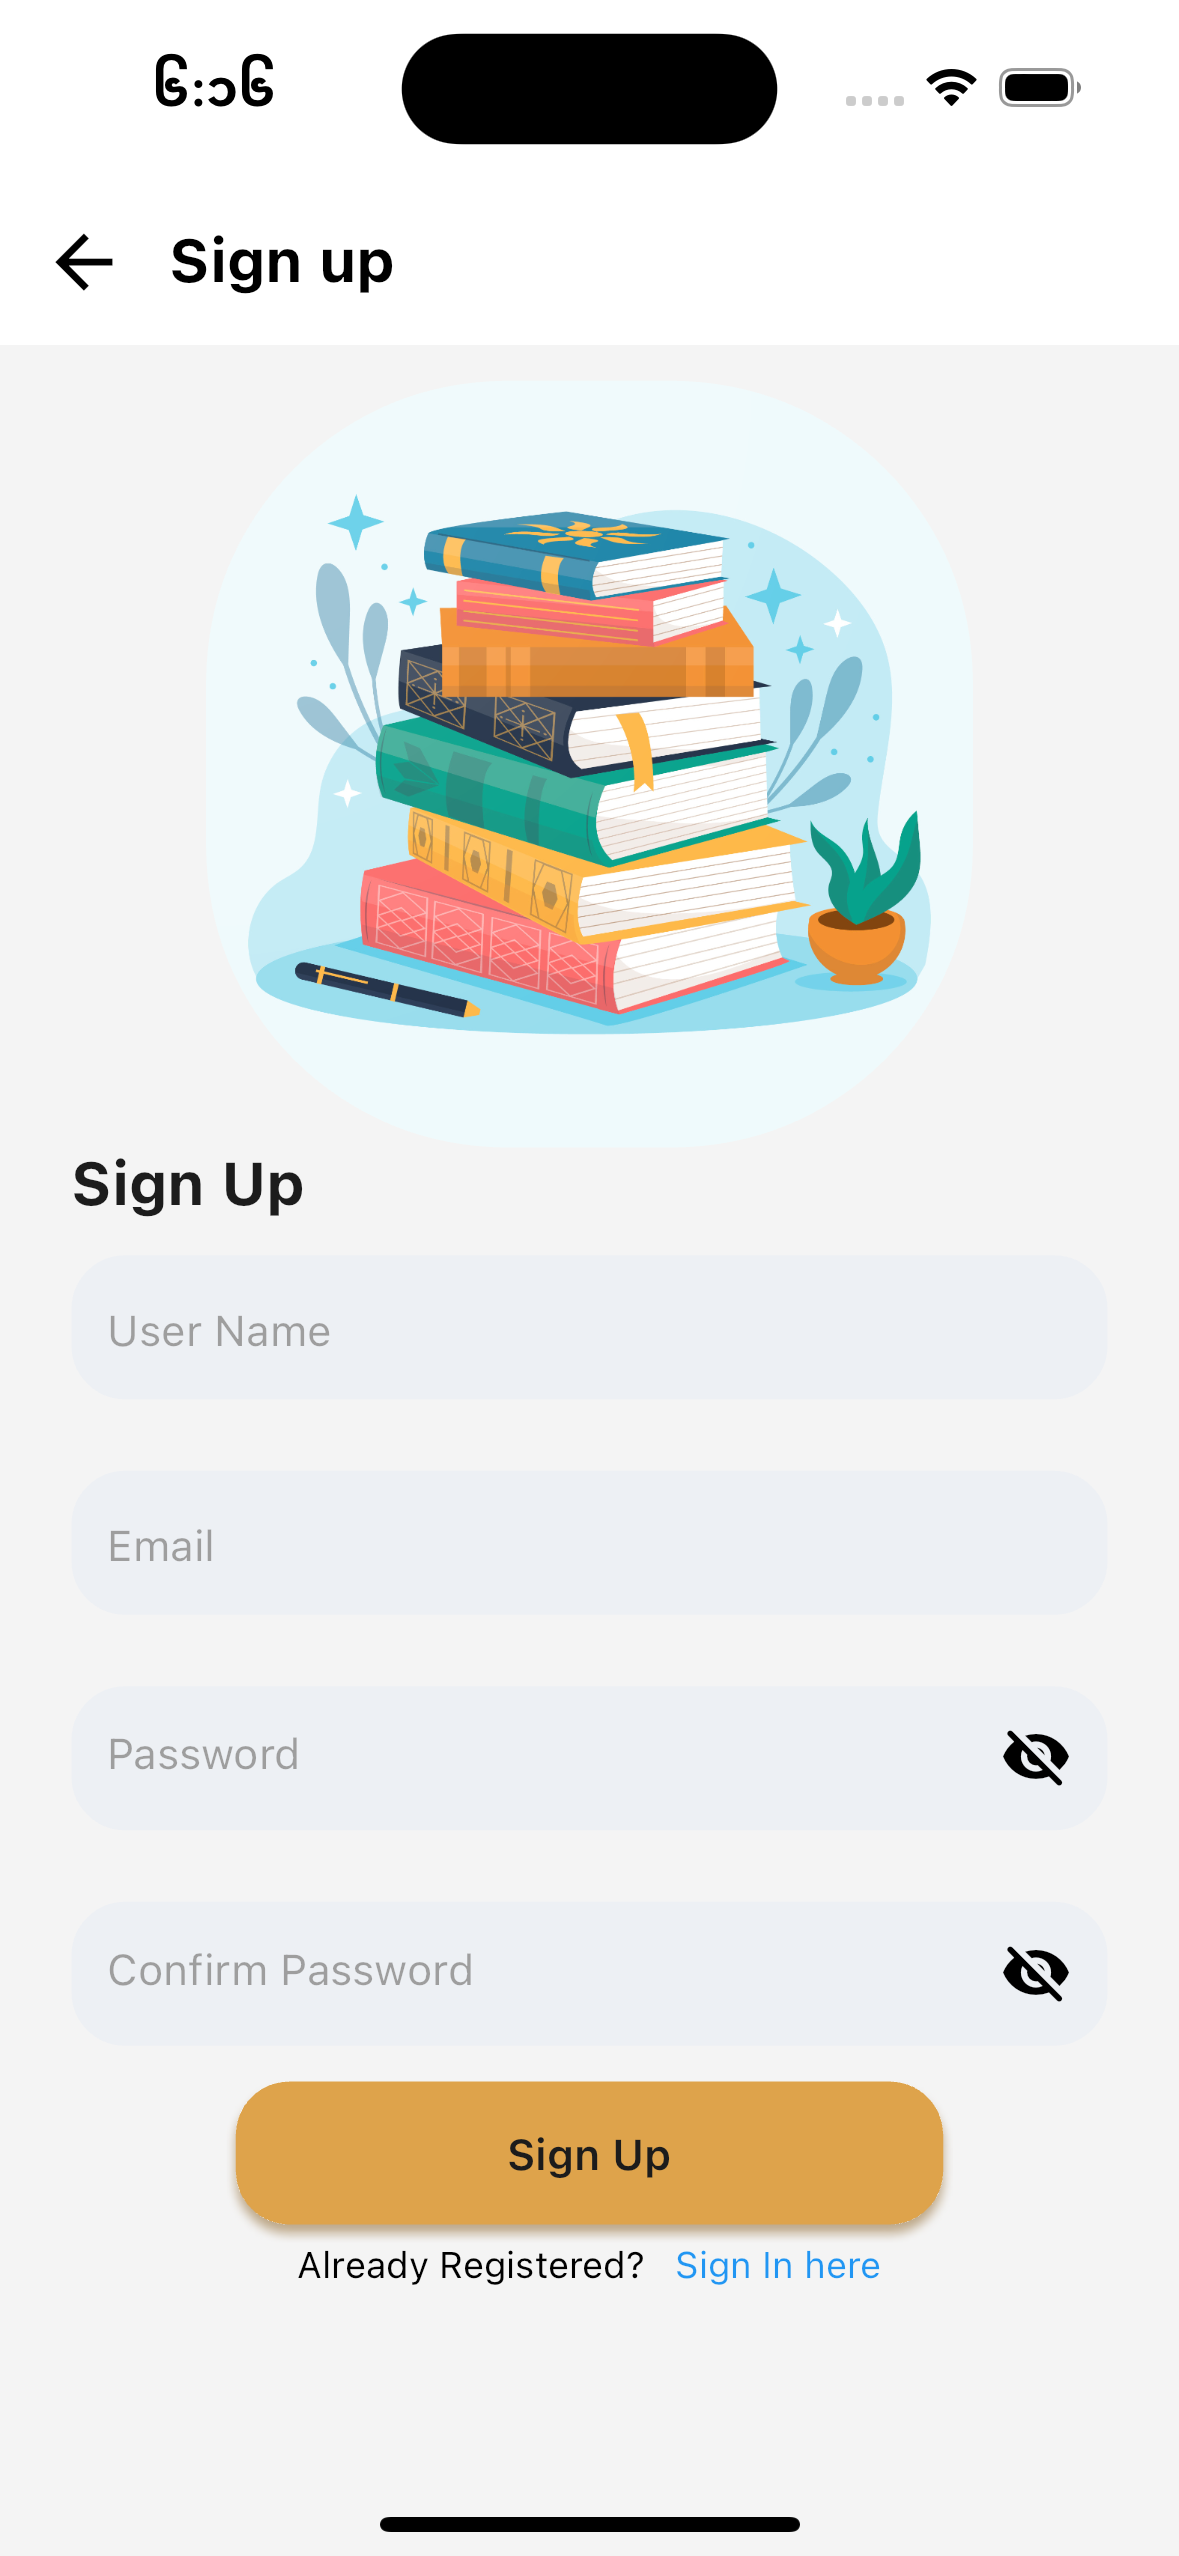 ၆:၁၆
Sign up
Sign Up
User Name
Email
Password
Confirm Password
Sign Up
Already Registered? Sign In here